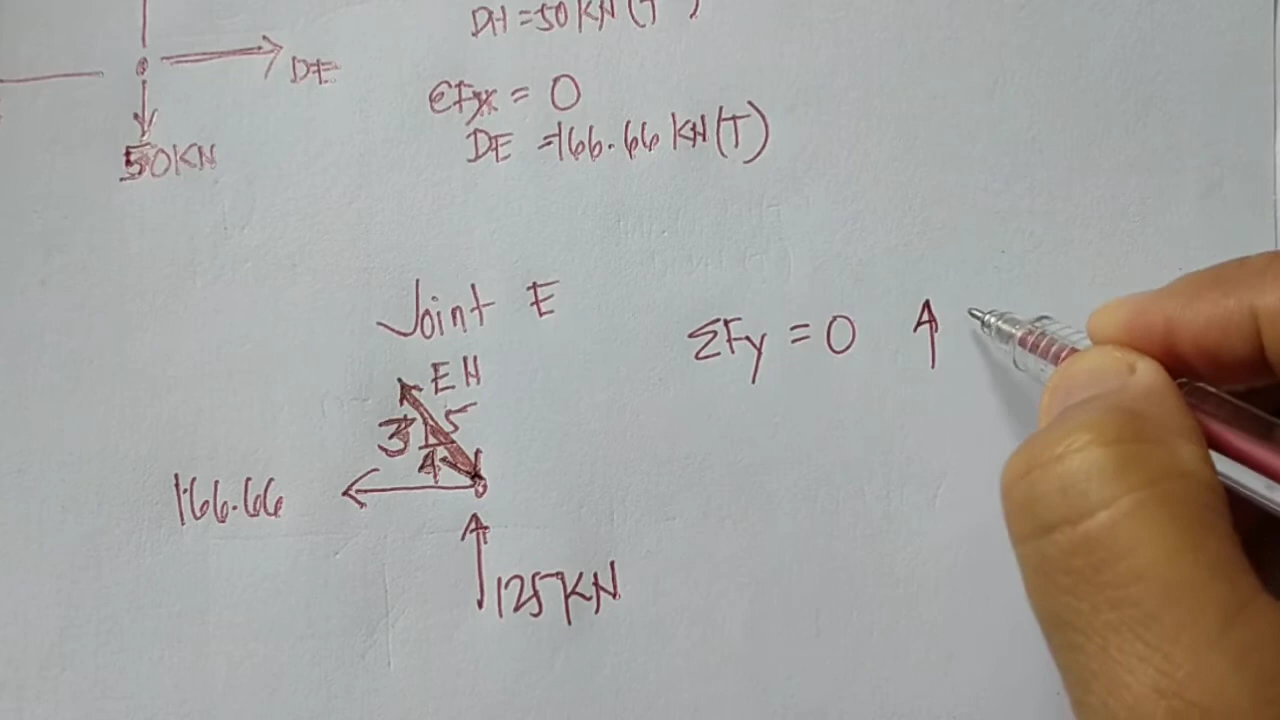 DH = 50 KN (T)
DE
ΣFx = 0
50 KN
DE = 166.66 KN (T)
Joint E
ΣFy = 0 ↑
EH
3 5
4
166.66
125 KN